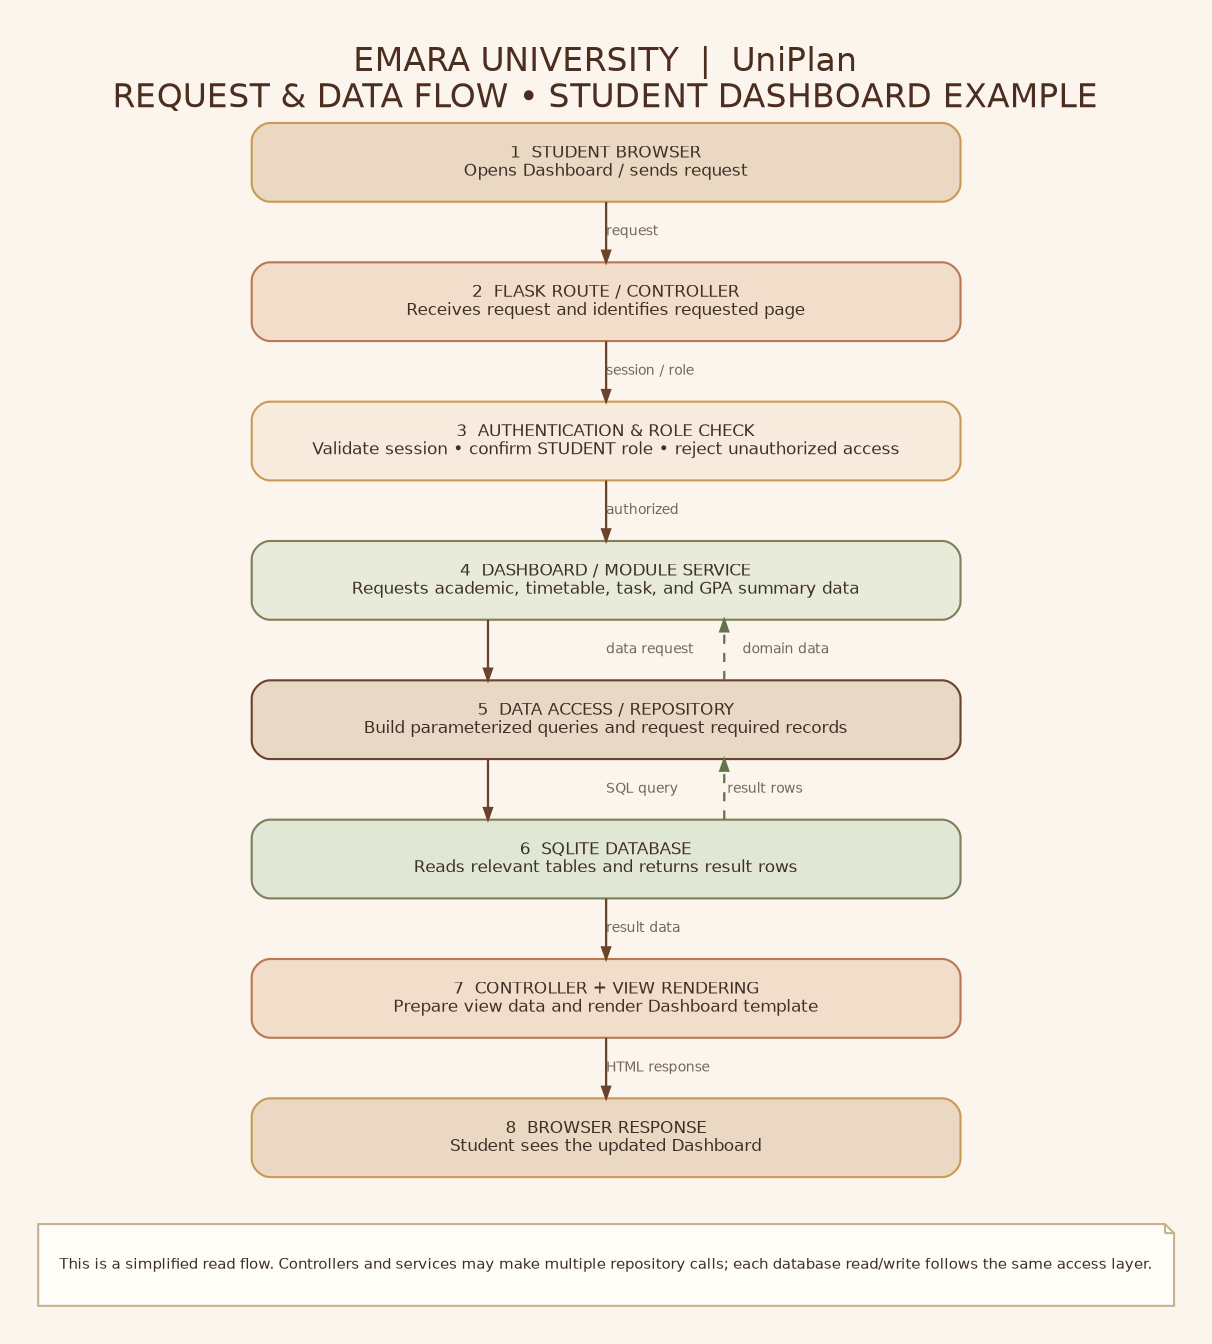 EMARA UNIVERSITY | UniPlan
REQUEST & DATA FLOW • STUDENT DASHBOARD EXAMPLE
1 STUDENT BROWSER
Opens Dashboard / sends request
request
2 FLASK ROUTE / CONTROLLER
Receives request and identifies requested page
session / role
3 AUTHENTICATION & ROLE CHECK
Validate session • confirm STUDENT role • reject unauthorized access
authorized
4 DASHBOARD / MODULE SERVICE
Requests academic, timetable, task, and GPA summary data
data request
domain data
5 DATA ACCESS / REPOSITORY
Build parameterized queries and request required records
SQL query
result rows
6 SQLITE DATABASE
Reads relevant tables and returns result rows
result data
7 CONTROLLER + VIEW RENDERING
Prepare view data and render Dashboard template
HTML response
8 BROWSER RESPONSE
Student sees the updated Dashboard
This is a simplified read flow. Controllers and services may make multiple repository calls; each database read/write follows the same access layer.